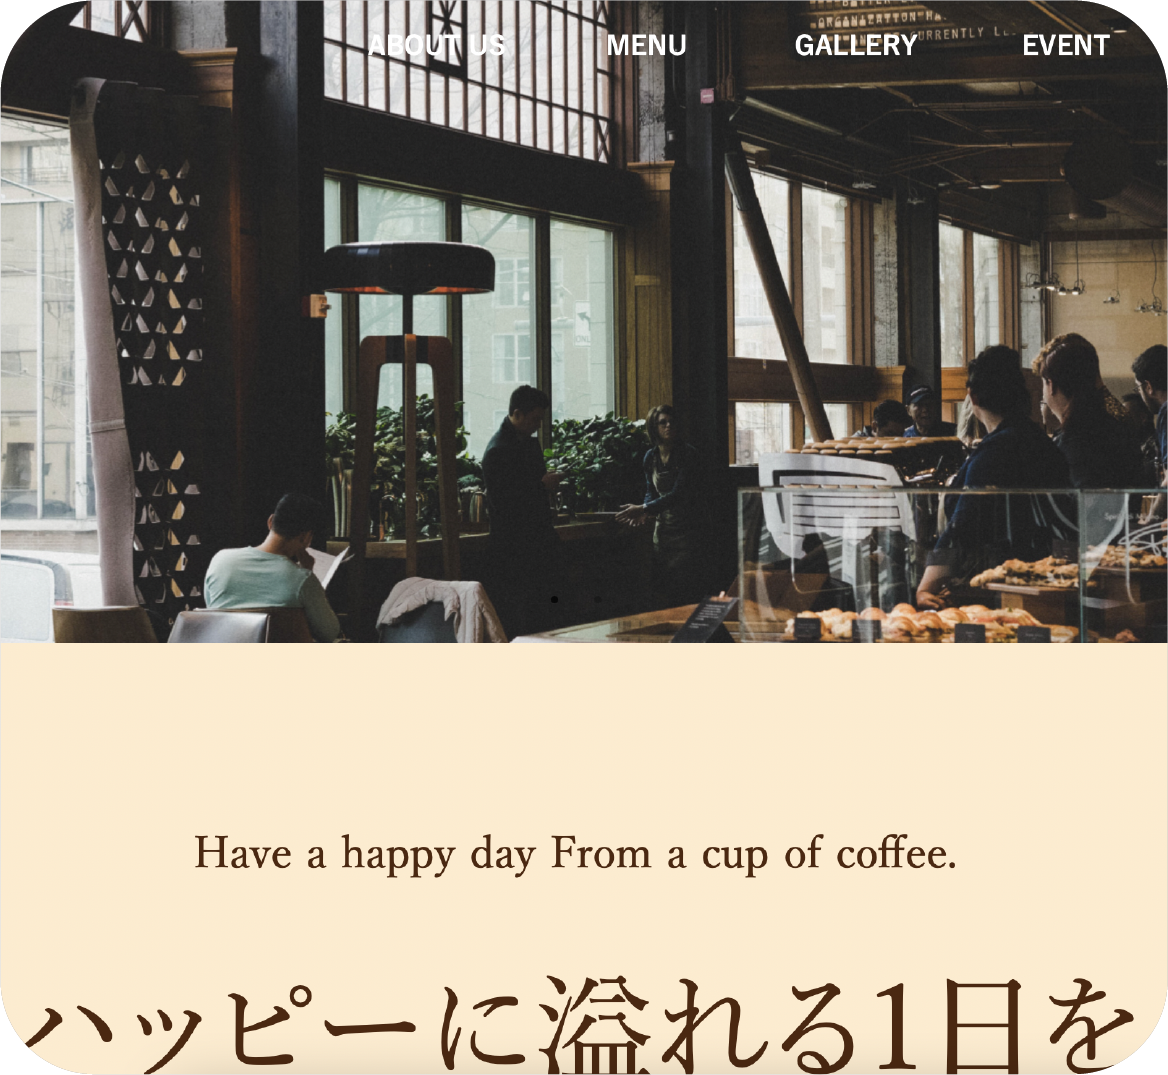 ABOUT US MENU GALLERY EVENT
Have a happy day From a cup of coffee.
ハッピーに溢れる1日を